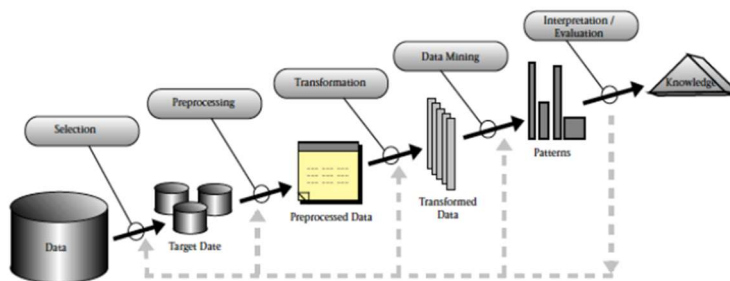 Interpretation /
Evaluation
Data Mining
Transformation
Preprocessing
Selection
Knowledge
Patterns
Transformed
Data
Preprocessed Data
Target Date
Data